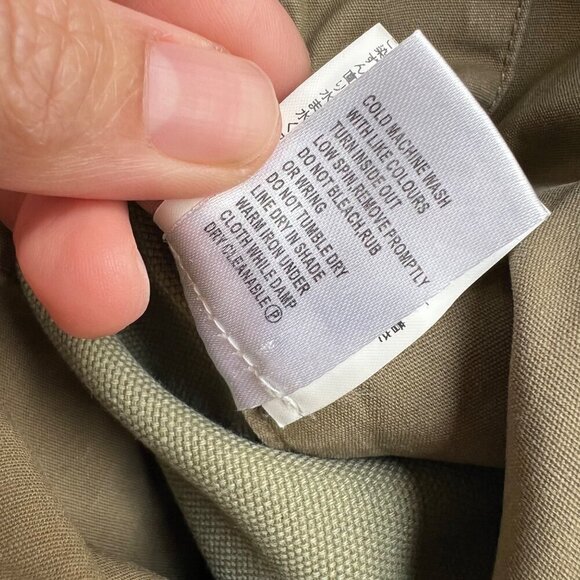 COLD MACHINE WASH
WITH LIKE COLOURS
TURN INSIDE OUT
LOW SPIN.REMOVE PROMPTLY
DO NOT BLEACH,RUB
OR WRING
DO NOT TUMBLE DRY
LINE DRY IN SHADE
WARM IRON UNDER
CLOTH WHILE DAMP
DRY CLEANABLE Ⓟ